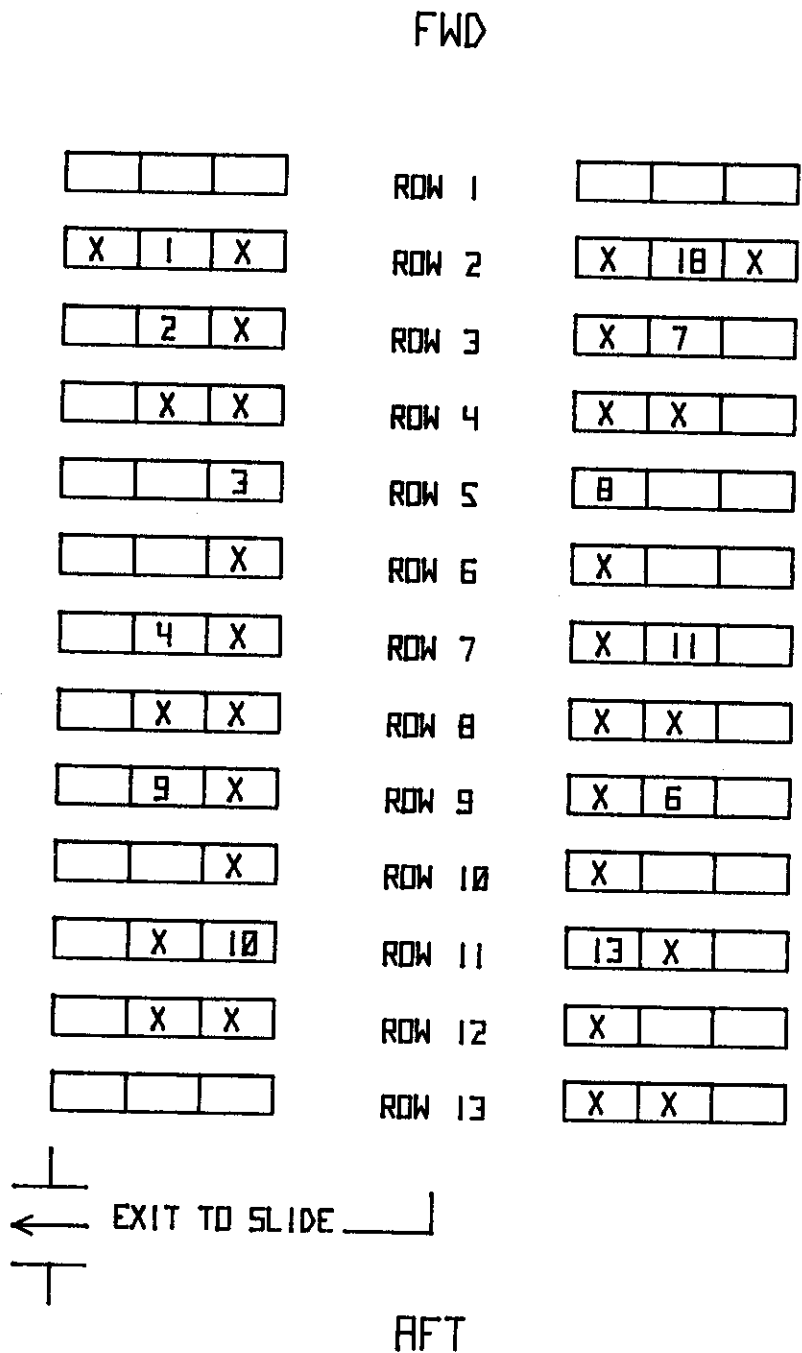 FWD
ROW 1
X 1 X ROW 2 X 18 X
2 X ROW 3 X 7
X X ROW 4 X X
3 ROW 5 8
X ROW 6 X
4 X ROW 7 X 11
X X ROW 8 X X
9 X ROW 9 X 6
X ROW 10 X
X 10 ROW 11 13 X
X X ROW 12 X
ROW 13 X X
EXIT TO SLIDE
AFT